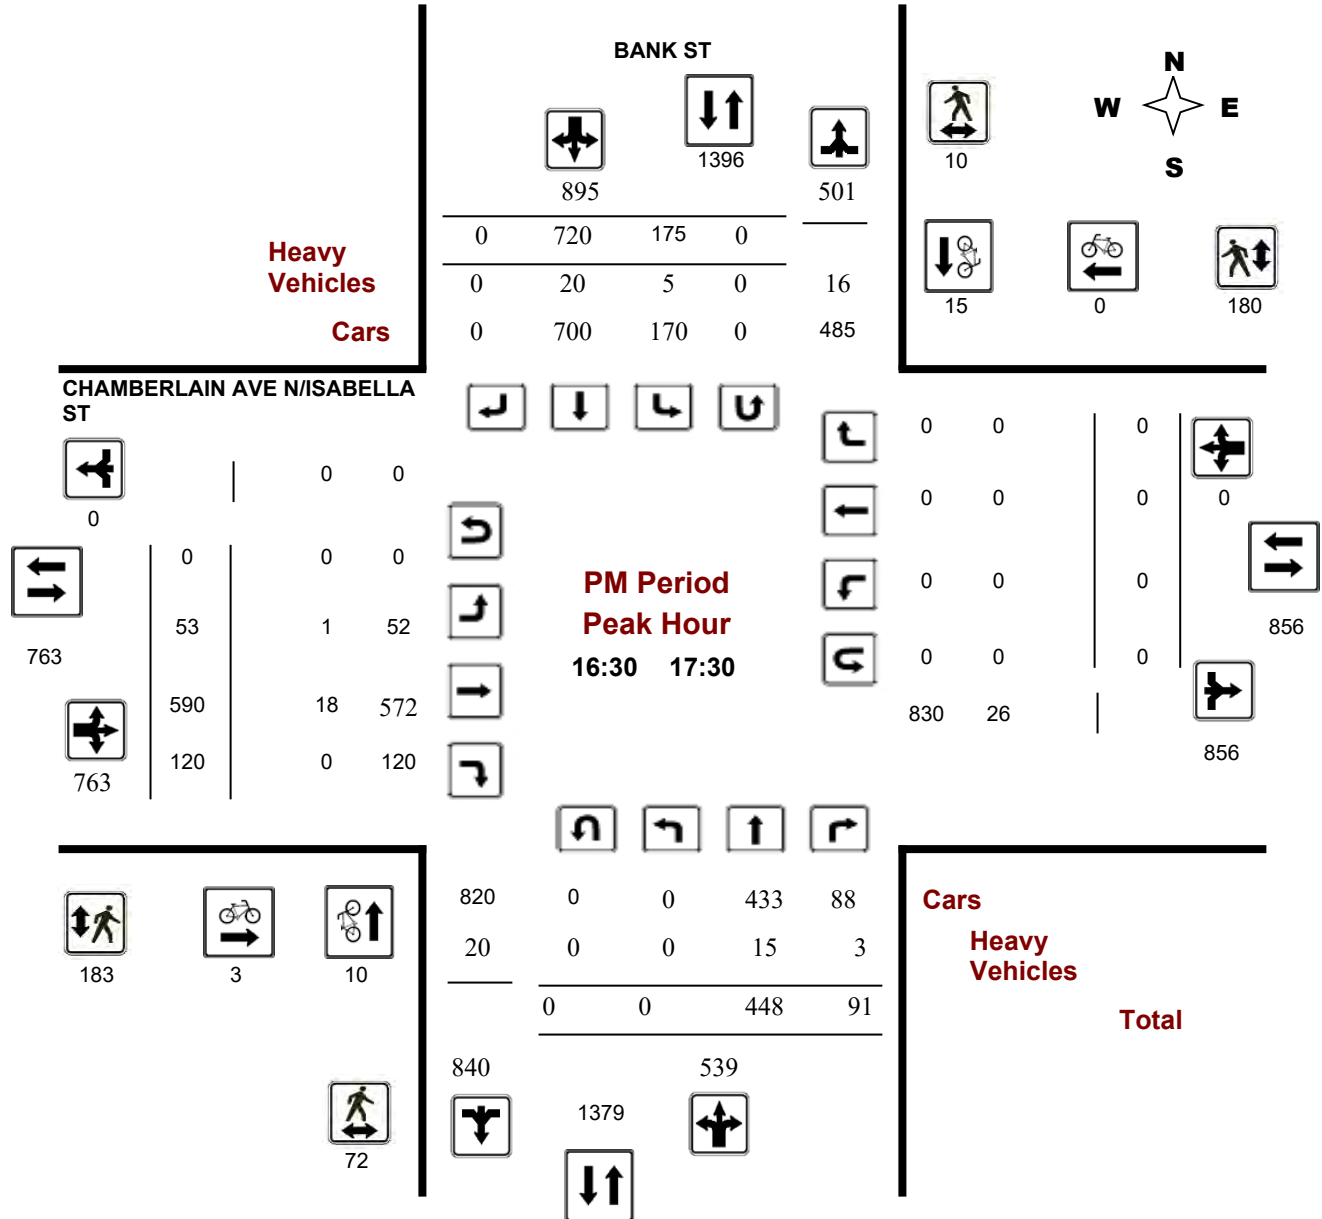 BANK ST
N
W E
S
1396
10
895
501
0 720 175 0
Heavy
Vehicles
0 20 5 0 16
15 0 180
Cars
0 700 170 0 485
CHAMBERLAIN AVE N/ISABELLA
ST
0 0 0
0 0
0
0 0 0
0
0 0 0
0 0 0
PM Period
Peak Hour
16:30 17:30
53 1 52
763
856
0 0 0
590 18 572
830 26
120 0 120
763
856
820 0 0 433 88
Cars
20 0 0 15 3
Heavy
Vehicles
183 3 10
0 0 448 91
Total
840 539
1379
72